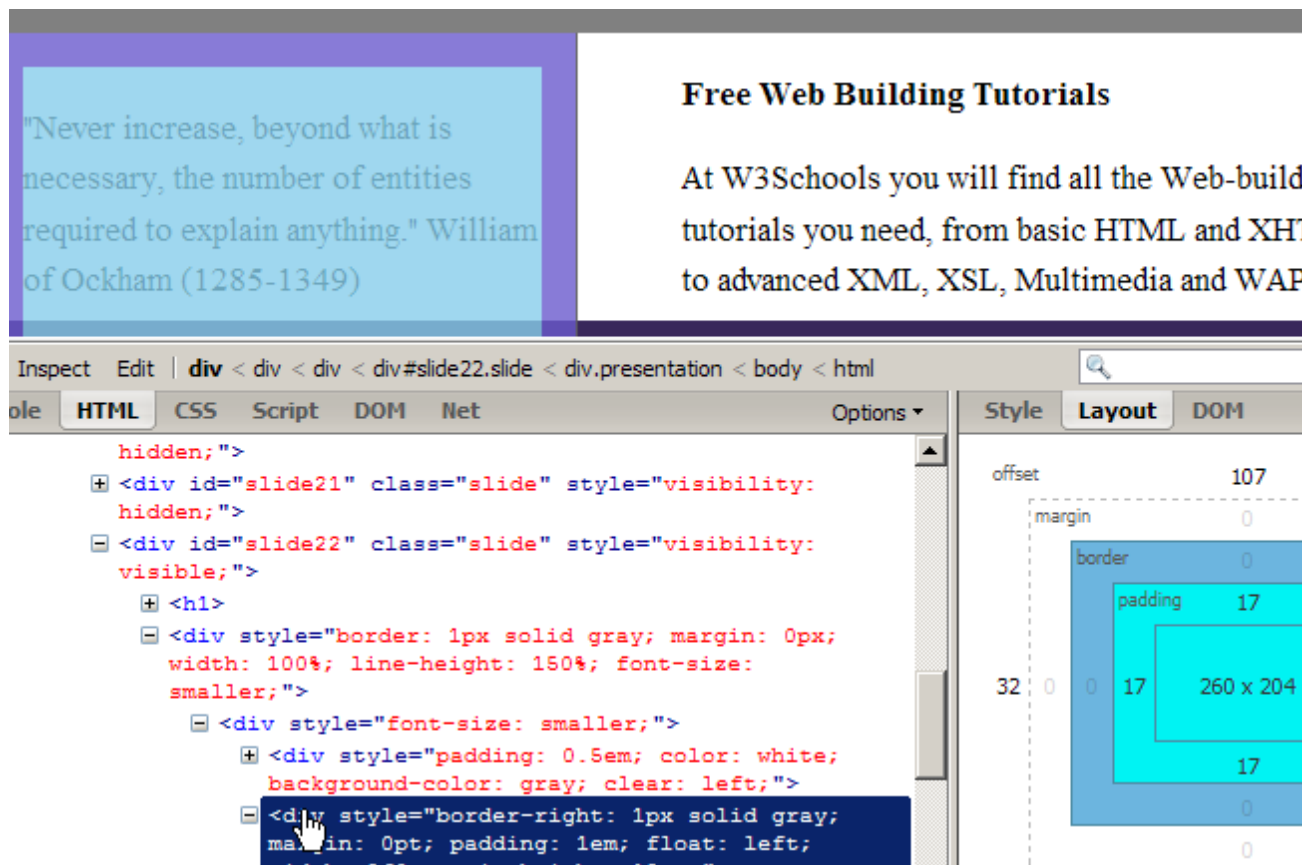 Free Web Building Tutorials
"Never increase, beyond what is
necessary, the number of entities
required to explain anything." William
of Ockham (1285-1349)
At W3Schools you will find all the Web-build
tutorials you need, from basic HTML and XHT
to advanced XML, XSL, Multimedia and WAP
Inspect Edit | div < div < div < div#slide22.slide < div.presentation < body < html
ole HTML CSS Script DOM Net Options
Style Layout DOM
hidden;">
<div id="slide21" class="slide" style="visibility:
hidden;">
<div id="slide22" class="slide" style="visibility:
visible;">
<h1>
<div style="border: 1px solid gray; margin: 0px;
width: 100%; line-height: 150%; font-size:
smaller;">
<div style="font-size: smaller;">
<div style="padding: 0.5em; color: white;
background-color: gray; clear: left;">
<div style="border-right: 1px solid gray;
margin: 0pt; padding: 1em; float: left;
offset 107
margin 0
border 0
padding 17
32 0 0 17 260 x 204
17
0
0